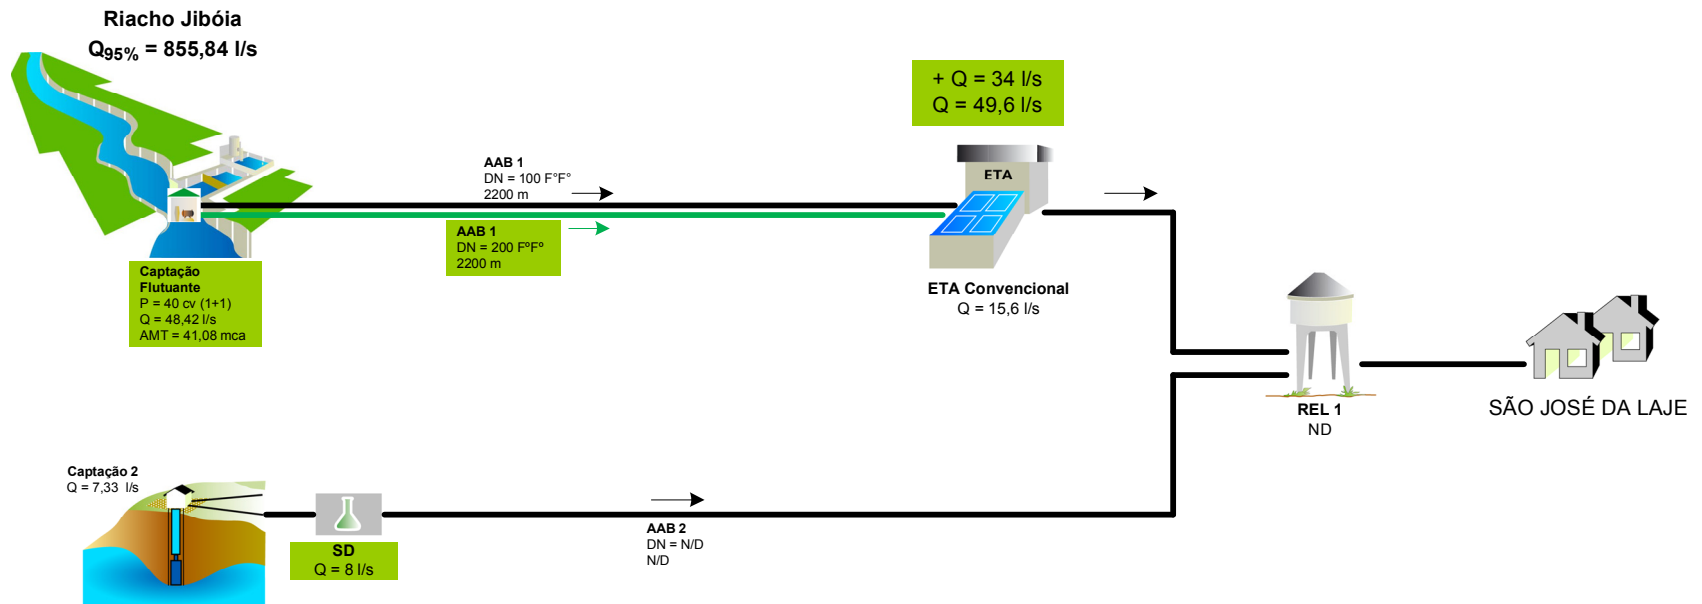 Riacho Jibóia
Q95% = 855,84 l/s
+ Q = 34 l/s
Q = 49,6 l/s
AAB 1
DN = 100 F°F°
2200 m
ETA
AAB 1
DN = 200 FºFº
2200 m
Captação
Flutuante
P = 40 cv (1+1)
Q = 48,42 l/s
AMT = 41,08 mca
ETA Convencional
Q = 15,6 l/s
REL 1
ND
SÃO JOSÉ DA LAJE
Captação 2
Q = 7,33 l/s
SD
Q = 8 l/s
AAB 2
DN = N/D
N/D